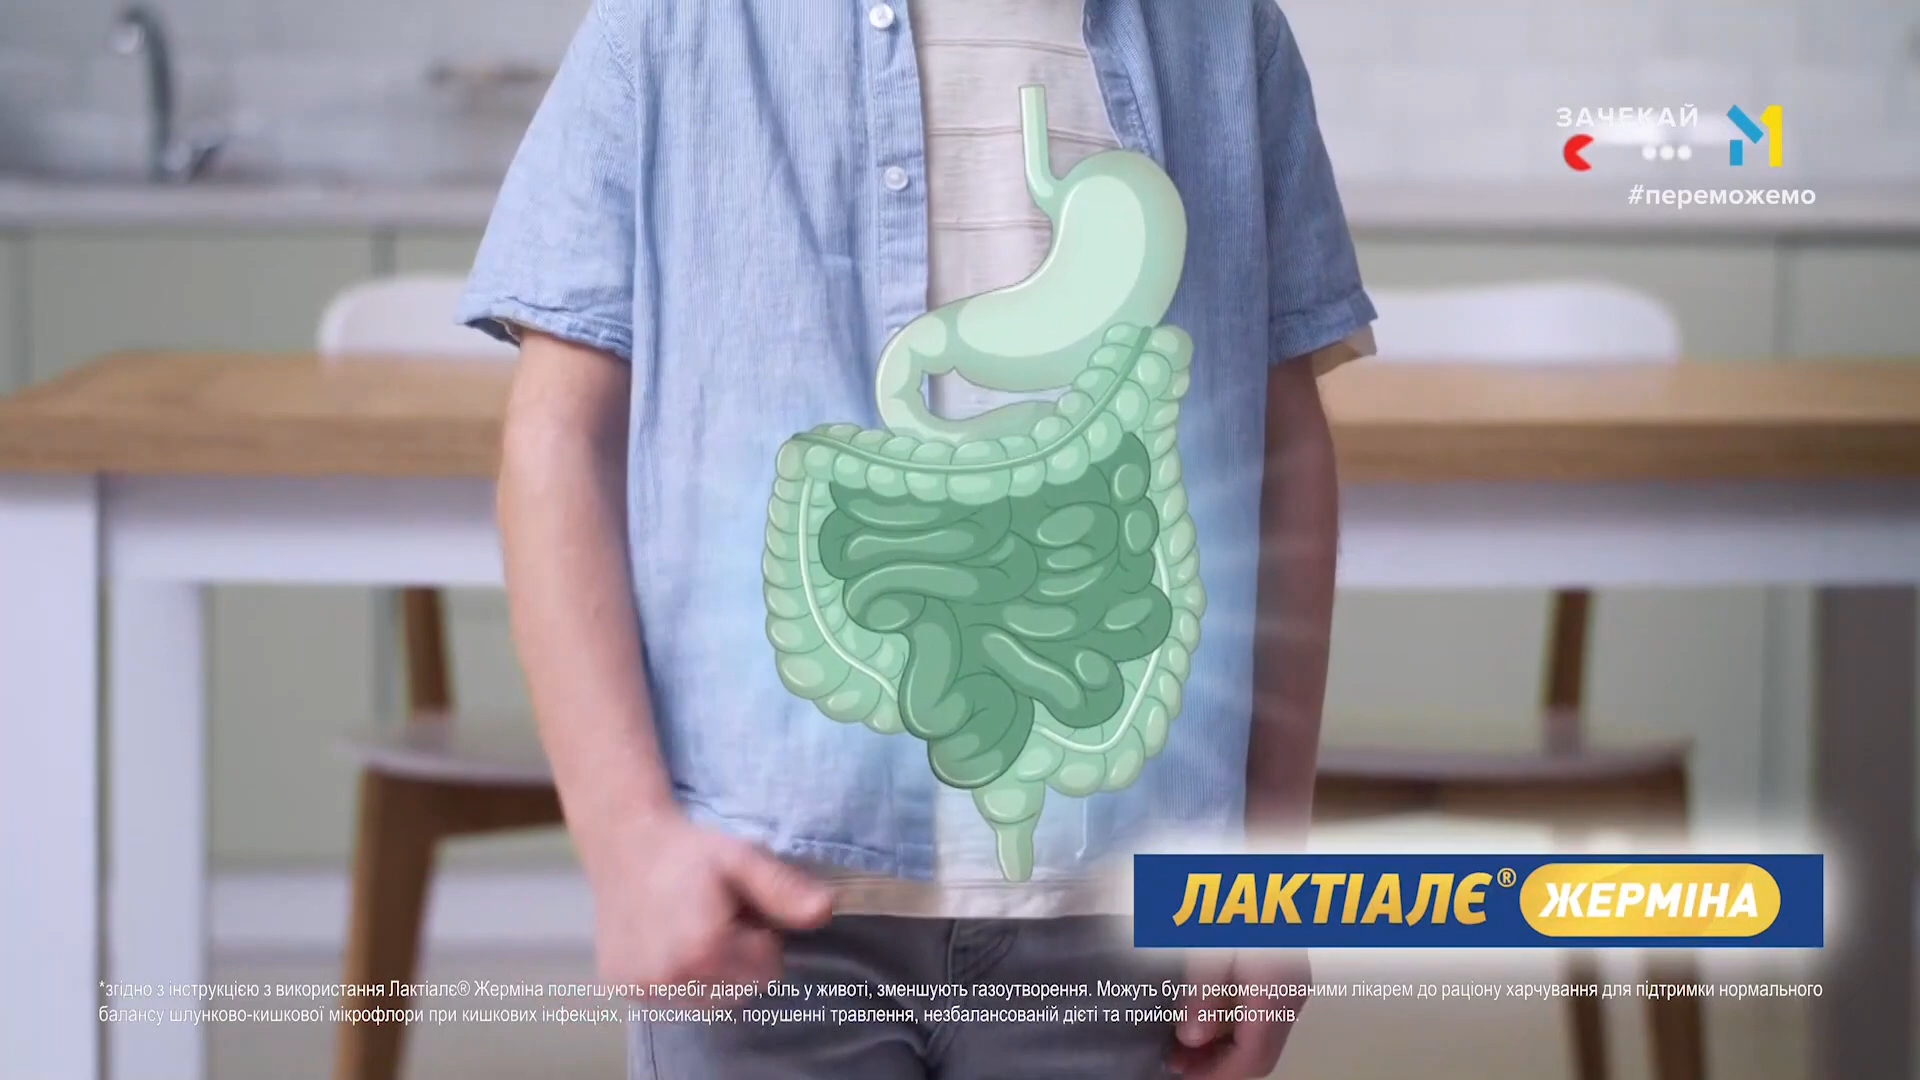 ЗАЧЕКАЙ
М1
#переможемо
ЛАКТІАЛЄ® ЖЕРМІНА
*згідно з інструкцією з використання Лактіалє® Жерміна полегшують перебіг діареї, біль у животі, зменшують газоутворення. Можуть бути рекомендованими лікарем до раціону харчування для підтримки нормального
балансу шлунково-кишкової мікрофлори при кишкових інфекціях, інтоксикаціях, порушенні травлення, незбалансованій дієті та прийомі антибіотиків.